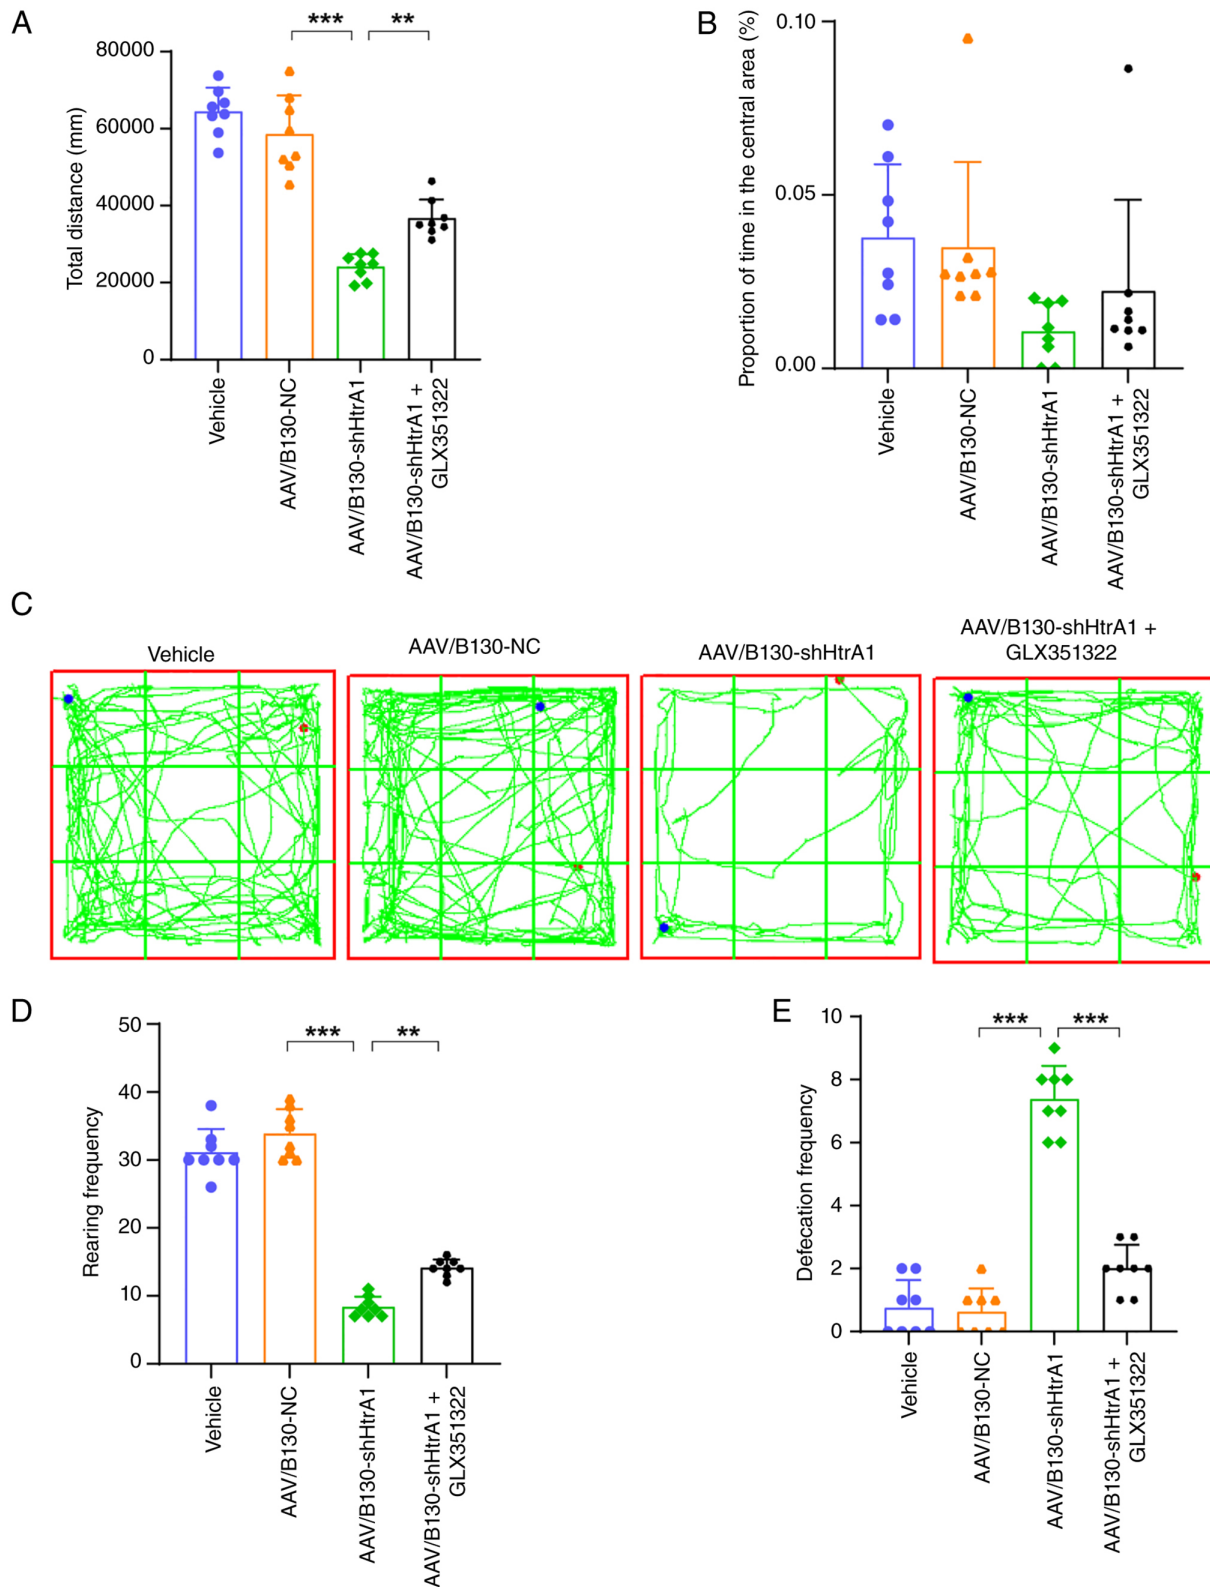 A
***
**
Total distance (mm)
80000
60000
40000
20000
0
Vehicle
AAV/B130-NC
AAV/B130-shHtrA1
AAV/B130-shHtrA1 +
GLX351322
B
Proportion of time in the central area (%)
0.10
0.05
0.00
Vehicle
AAV/B130-NC
AAV/B130-shHtrA1
AAV/B130-shHtrA1 +
GLX351322
C
Vehicle
AAV/B130-NC
AAV/B130-shHtrA1
AAV/B130-shHtrA1 +
GLX351322
D
***
**
Rearing frequency
50
40
30
20
10
0
Vehicle
AAV/B130-NC
AAV/B130-shHtrA1
AAV/B130-shHtrA1 +
GLX351322
E
***
***
Defecation frequency
10
8
6
4
2
0
Vehicle
AAV/B130-NC
AAV/B130-shHtrA1
AAV/B130-shHtrA1 +
GLX351322